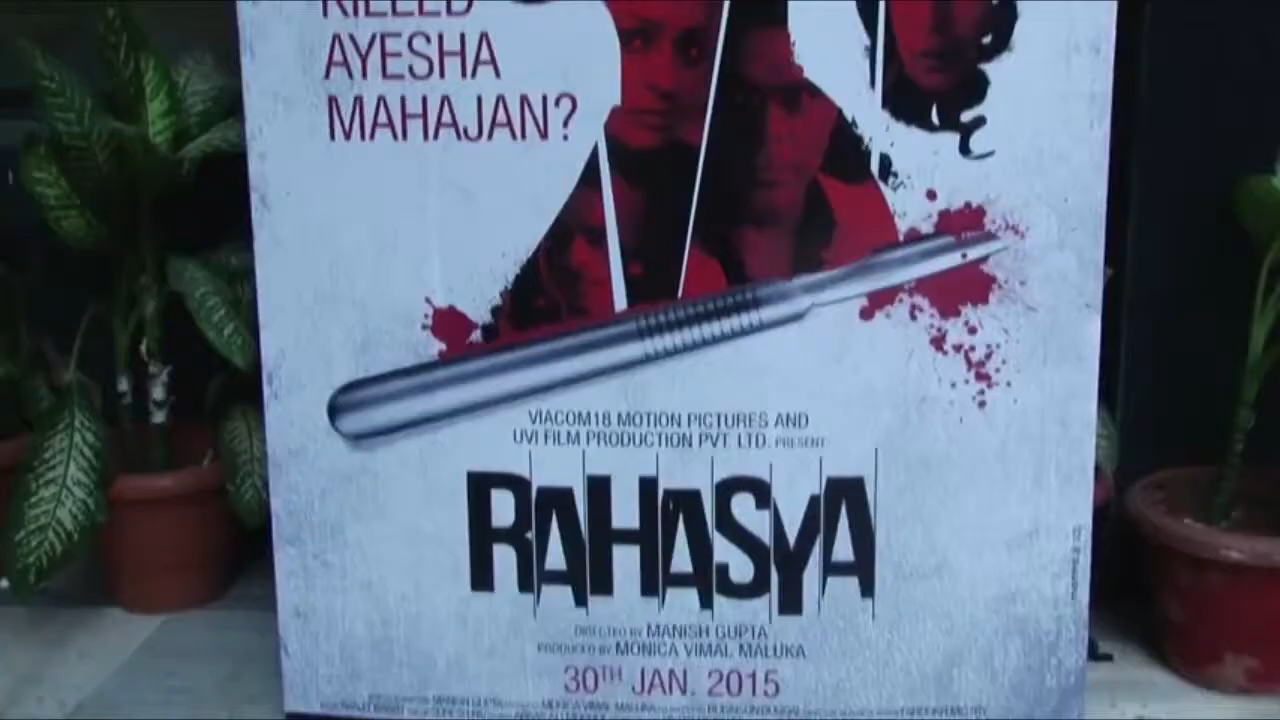 KILLED
AYESHA
MAHAJAN?
VIACOM18 MOTION PICTURES AND
UVI FILM PRODUCTION PVT. LTD. PRESENT
RAHASYA
DIRECTED BY MANISH GUPTA
PRODUCED BY MONICA VIMAL MALUKA
30TH JAN. 2015